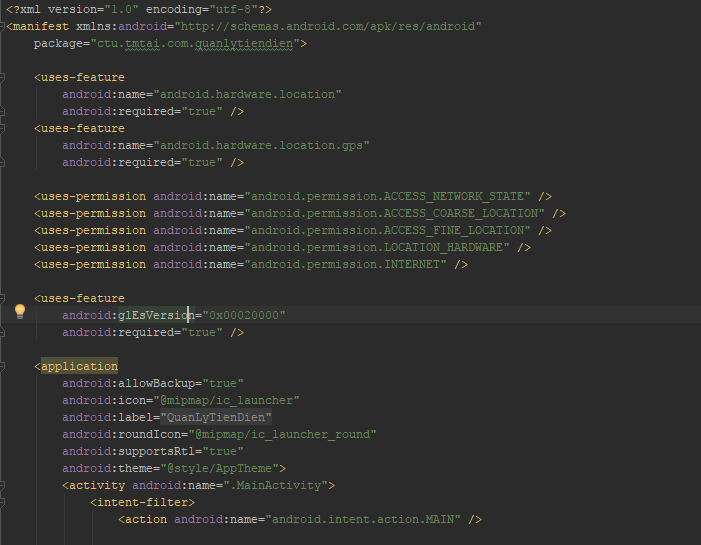 <?xml version="1.0" encoding="utf-8"?>
<manifest xmlns:android="http://schemas.android.com/apk/res/android"
    package="ctu.tmtai.com.quanlytiendien">

    <uses-feature
        android:name="android.hardware.location"
        android:required="true" />
    <uses-feature
        android:name="android.hardware.location.gps"
        android:required="true" />

    <uses-permission android:name="android.permission.ACCESS_NETWORK_STATE" />
    <uses-permission android:name="android.permission.ACCESS_COARSE_LOCATION" />
    <uses-permission android:name="android.permission.ACCESS_FINE_LOCATION" />
    <uses-permission android:name="android.permission.LOCATION_HARDWARE" />
    <uses-permission android:name="android.permission.INTERNET" />

    <uses-feature
        android:glEsVersion="0x00020000"
        android:required="true" />

    <application
        android:allowBackup="true"
        android:icon="@mipmap/ic_launcher"
        android:label="QuanLyTienDien"
        android:roundIcon="@mipmap/ic_launcher_round"
        android:supportsRtl="true"
        android:theme="@style/AppTheme">
        <activity android:name=".MainActivity">
            <intent-filter>
                <action android:name="android.intent.action.MAIN" />